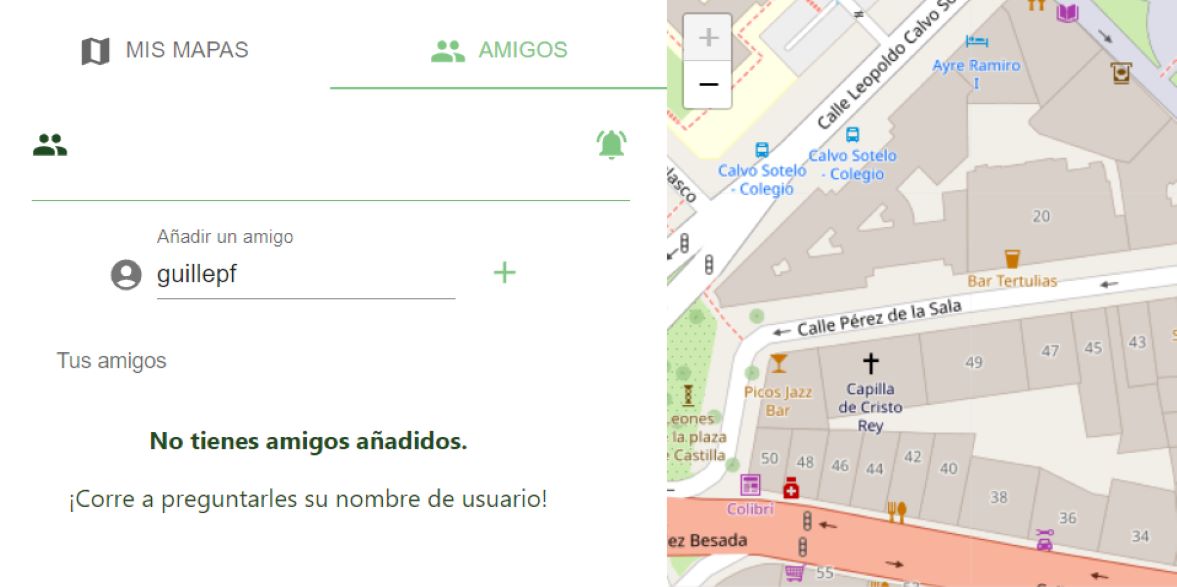 MIS MAPAS
AMIGOS
Añadir un amigo
guillepf
+
Tus amigos
No tienes amigos añadidos.
¡Corre a preguntarles su nombre de usuario!
+
−
Calle Leopoldo Calvo So
Ayre Ramiro
I
Calvo Sotelo
- Colegio
Calvo Sotelo
- Colegio
lasco
20
Bar Tertulias
Calle Pérez de la Sala
Picos Jazz
Bar
Capilla
de Cristo
Rey
49
47
45
43
eones
la plaza
Castilla
50
48
46
44
42
40
38
36
34
Colibri
ez Besada
55